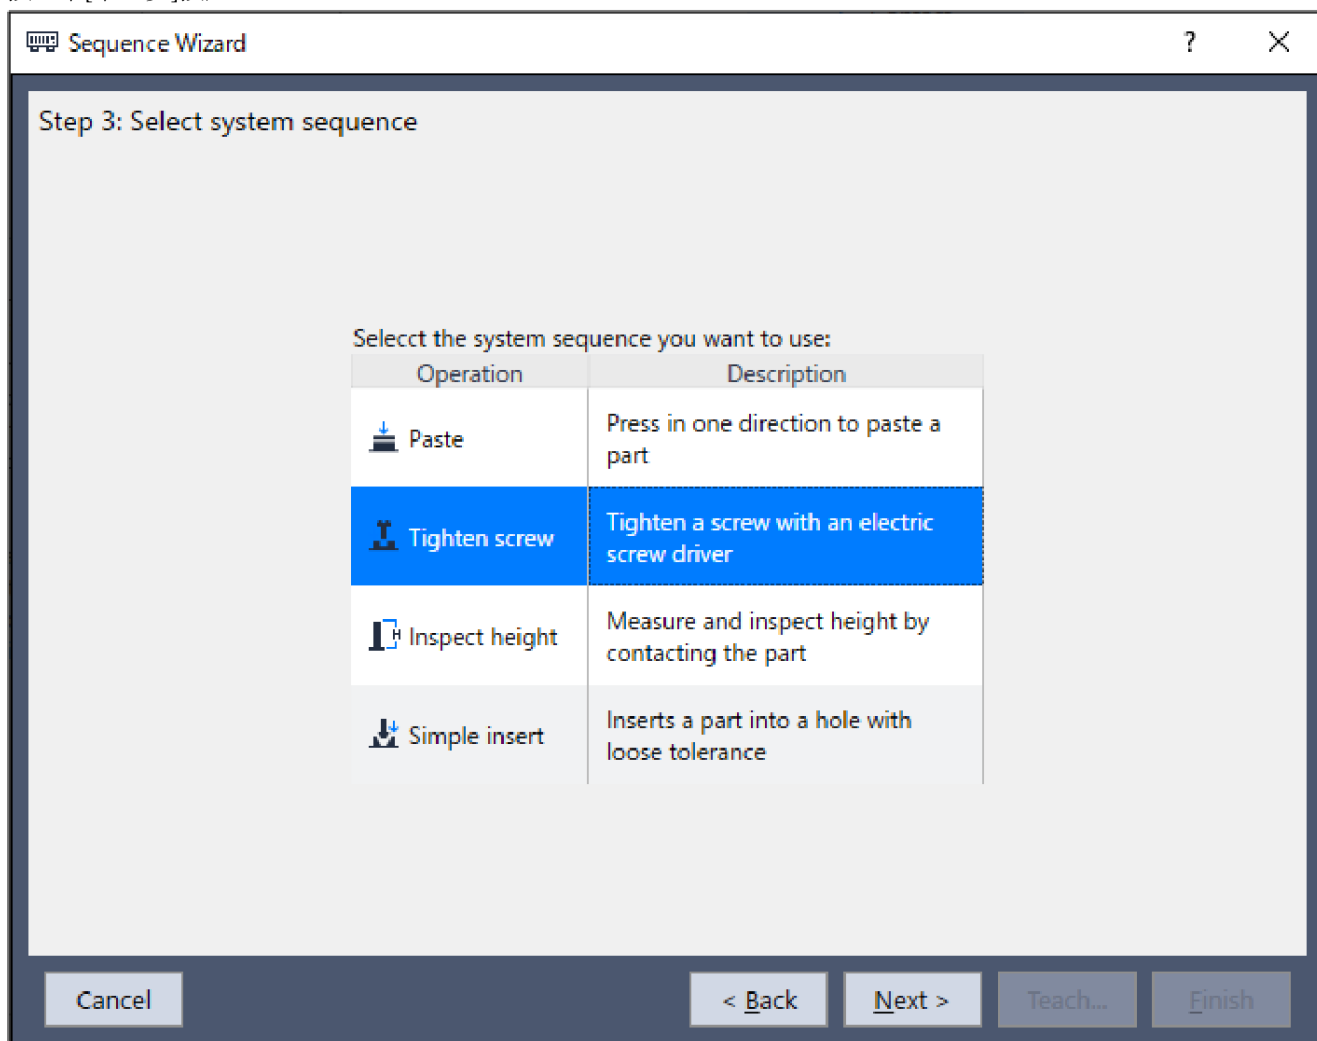 Sequence Wizard ? ×
Step 3: Select system sequence
Selecct the system sequence you want to use:
Operation Description
Paste Press in one direction to paste a
part
Tighten screw Tighten a screw with an electric
screw driver
Inspect height Measure and inspect height by
contacting the part
Simple insert Inserts a part into a hole with
loose tolerance
Cancel < Back Next > Teach... Finish